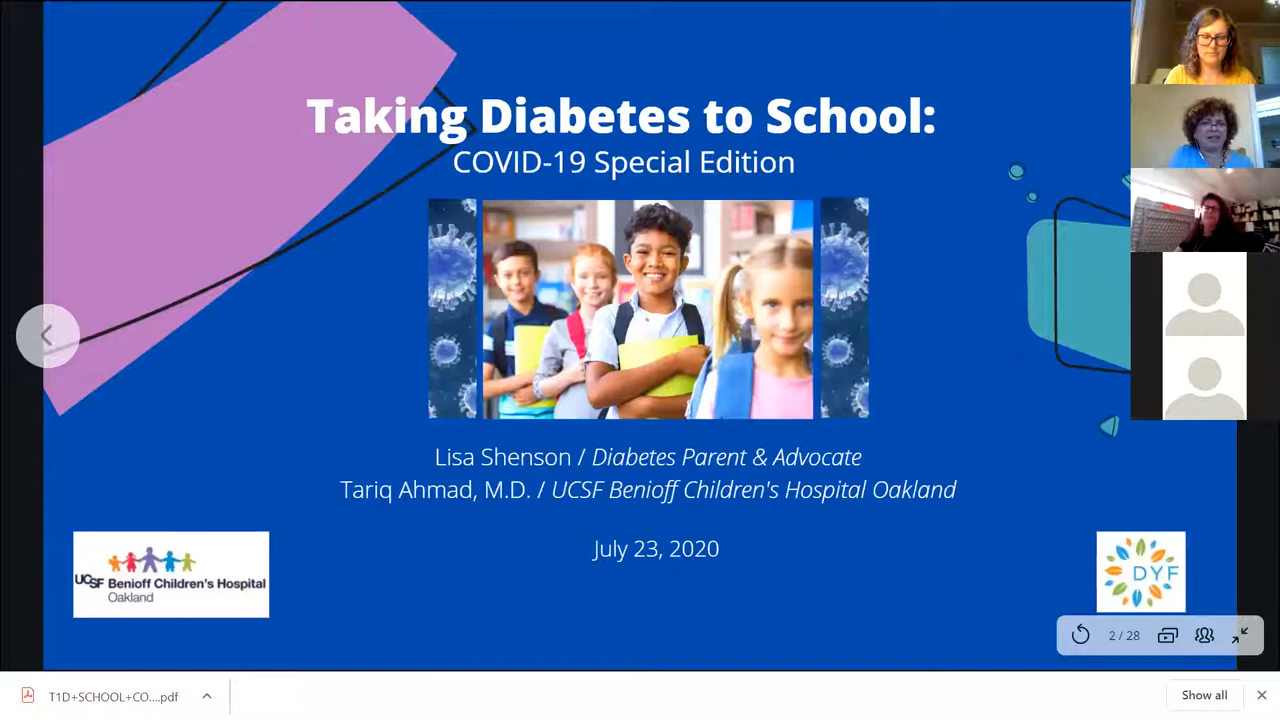 Taking Diabetes to School:
COVID-19 Special Edition
Lisa Shenson / Diabetes Parent & Advocate
Tariq Ahmad, M.D. / UCSF Benioff Children's Hospital Oakland
July 23, 2020
UCSF Benioff Children's Hospital
Oakland
DYF
2 / 28
T1D+SCHOOL+CO....pdf
Show all